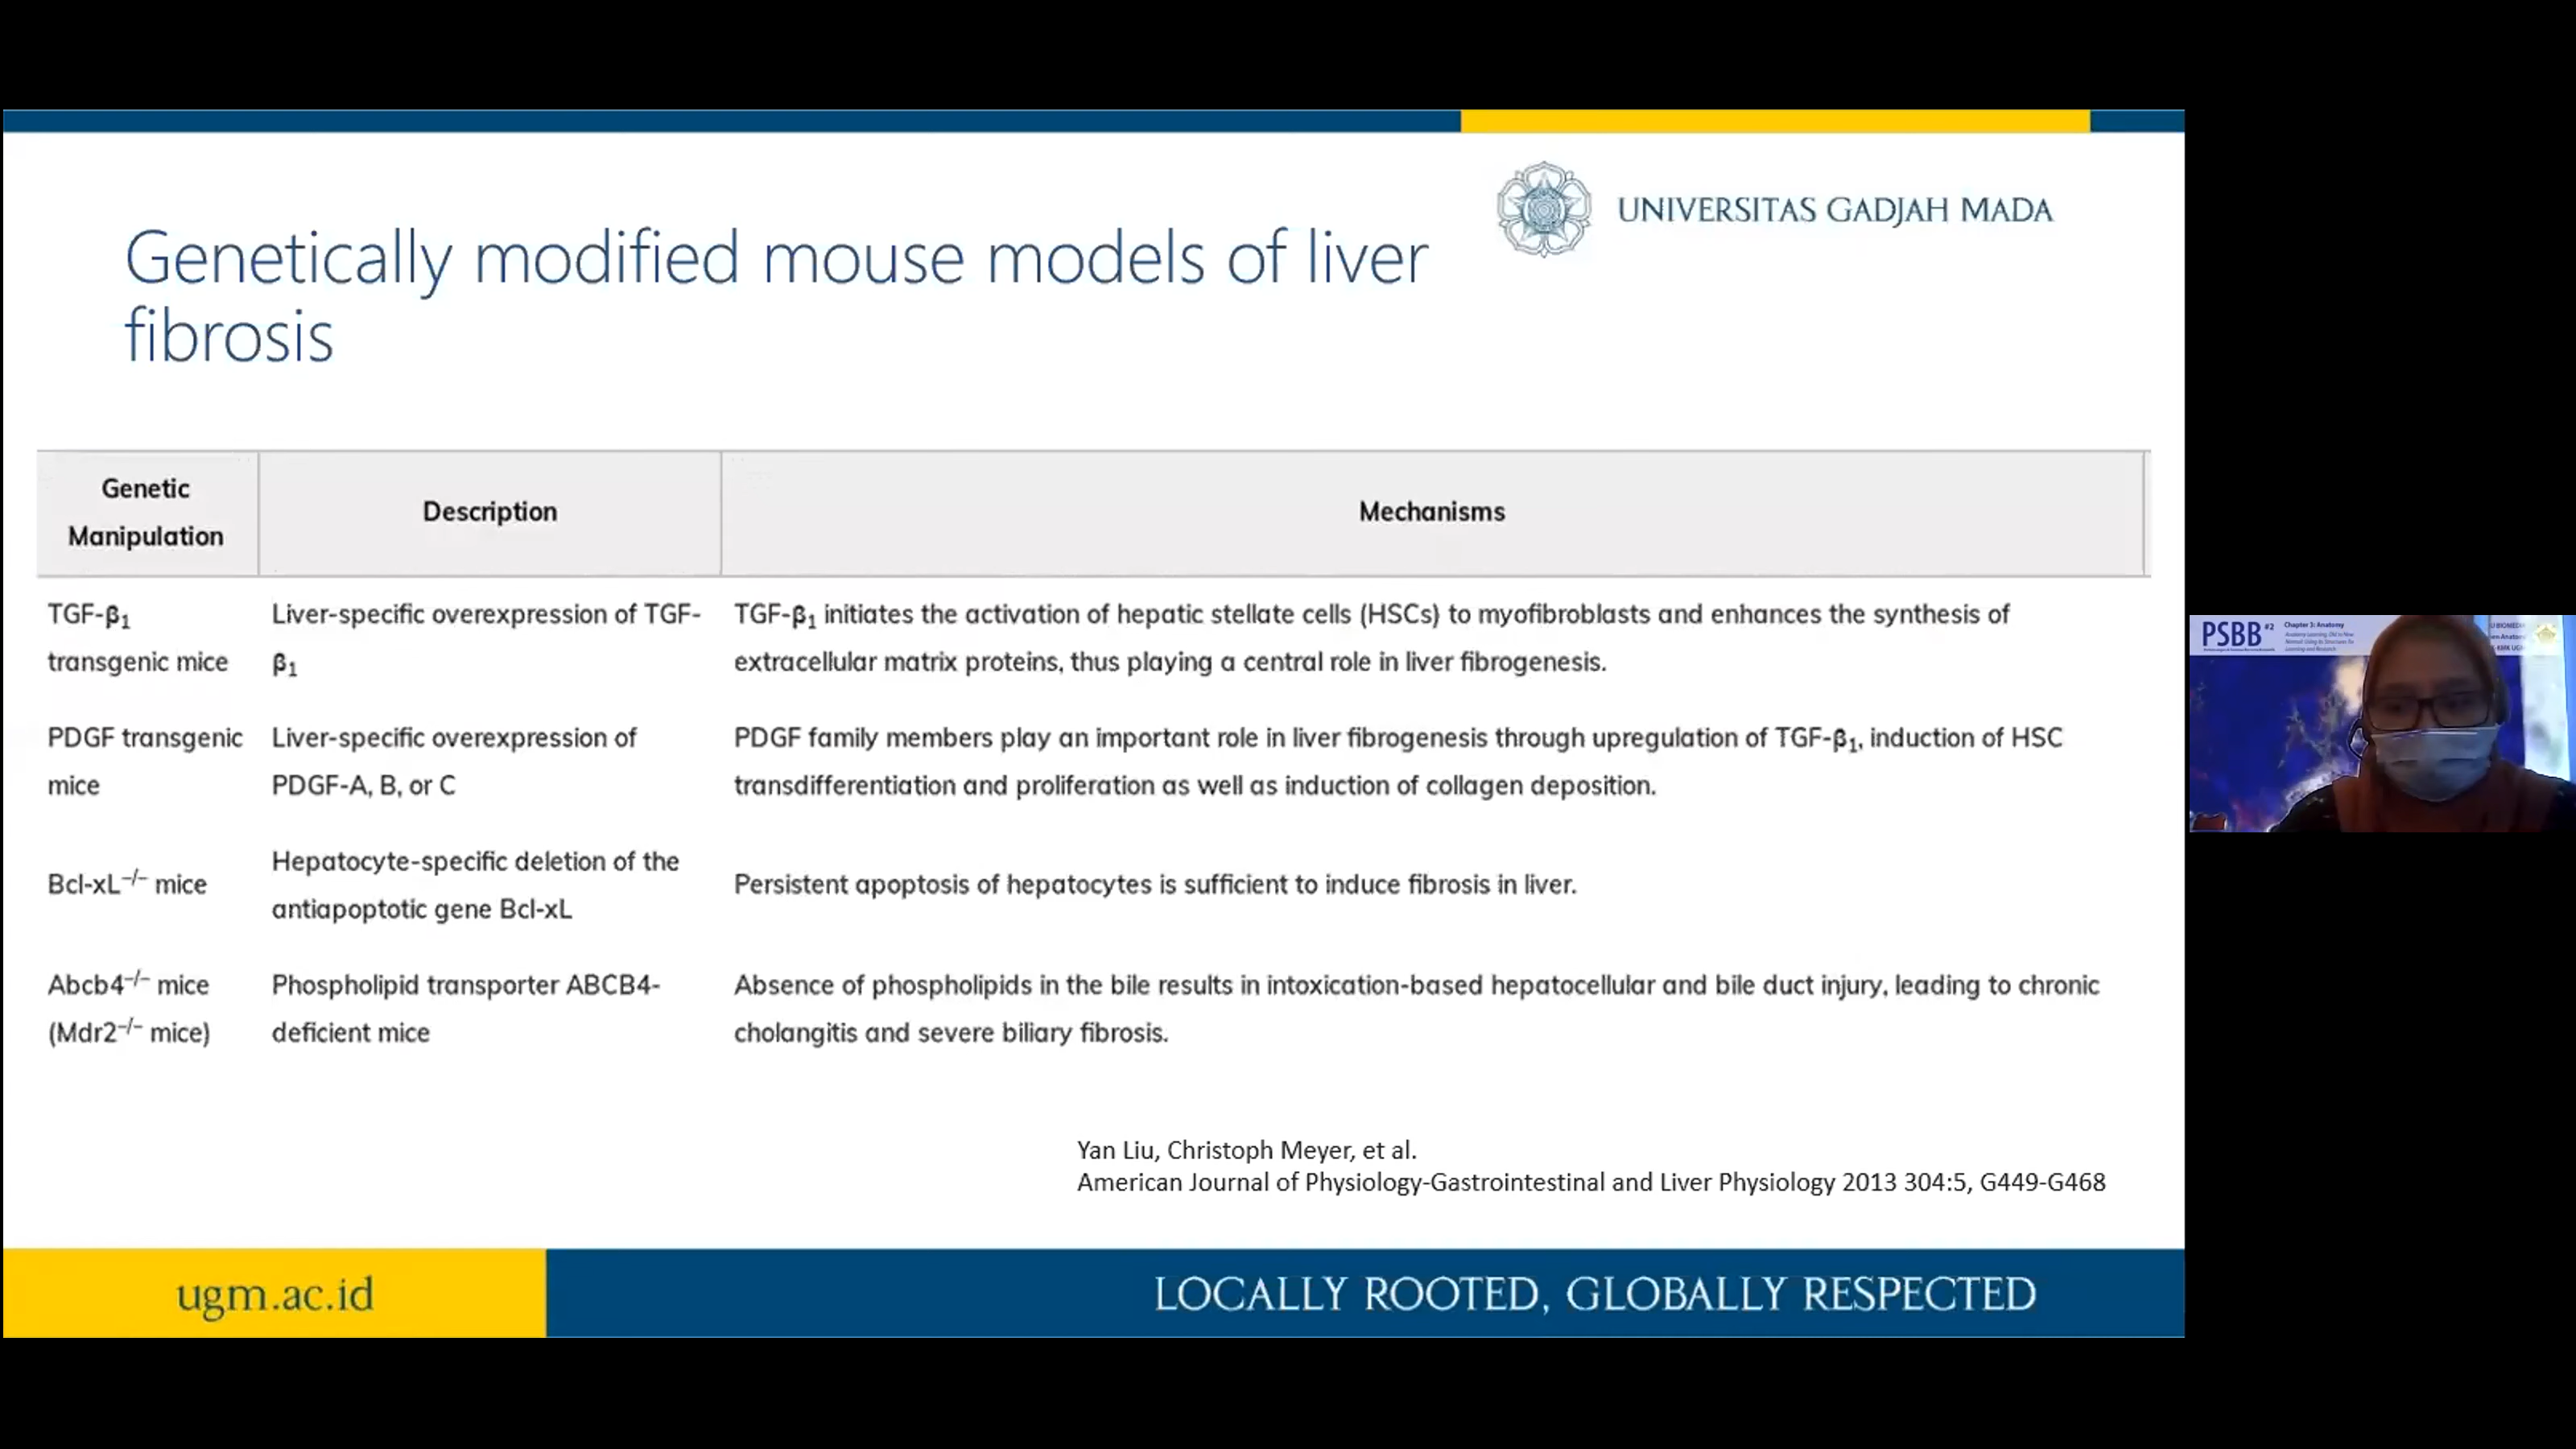 UNIVERSITAS GADJAH MADA
Genetically modified mouse models of liver
fibrosis
Genetic
Manipulation
Description
Mechanisms
TGF-β₁
transgenic mice
Liver-specific overexpression of TGF-
β₁
TGF-β₁ initiates the activation of hepatic stellate cells (HSCs) to myofibroblasts and enhances the synthesis of
extracellular matrix proteins, thus playing a central role in liver fibrogenesis.
PDGF transgenic
mice
Liver-specific overexpression of
PDGF-A, B, or C
PDGF family members play an important role in liver fibrogenesis through upregulation of TGF-β₁, induction of HSC
transdifferentiation and proliferation as well as induction of collagen deposition.
Bcl-xL⁻/⁻ mice
Hepatocyte-specific deletion of the
antiapoptotic gene Bcl-xL
Persistent apoptosis of hepatocytes is sufficient to induce fibrosis in liver.
Abcb4⁻/⁻ mice
(Mdr2⁻/⁻ mice)
Phospholipid transporter ABCB4-
deficient mice
Absence of phospholipids in the bile results in intoxication-based hepatocellular and bile duct injury, leading to chronic
cholangitis and severe biliary fibrosis.
Yan Liu, Christoph Meyer, et al.
American Journal of Physiology-Gastrointestinal and Liver Physiology 2013 304:5, G449-G468
ugm.ac.id
LOCALLY ROOTED, GLOBALLY RESPECTED
PSBB #2
Chapter 3: Anatomy